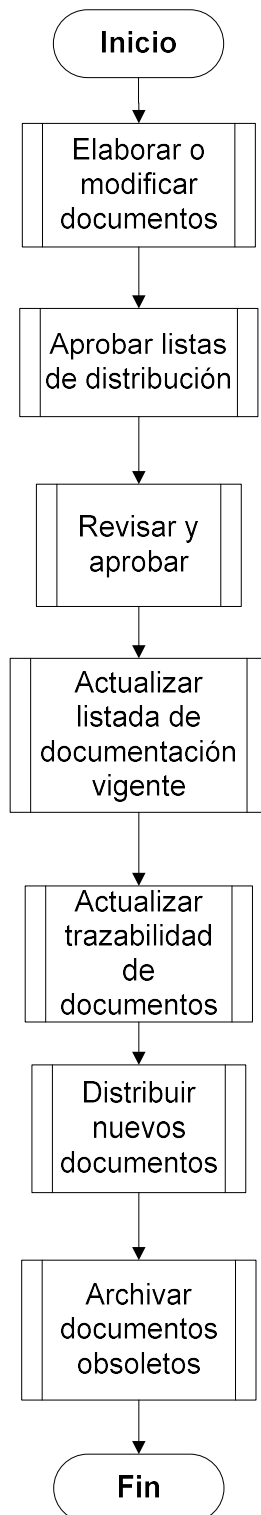 Inicio
Elaborar o
modificar
documentos
Aprobar listas
de distribución
Revisar y
aprobar
Actualizar
listada de
documentación
vigente
Actualizar
trazabilidad
de
documentos
Distribuir
nuevos
documentos
Archivar
documentos
obsoletos
Fin